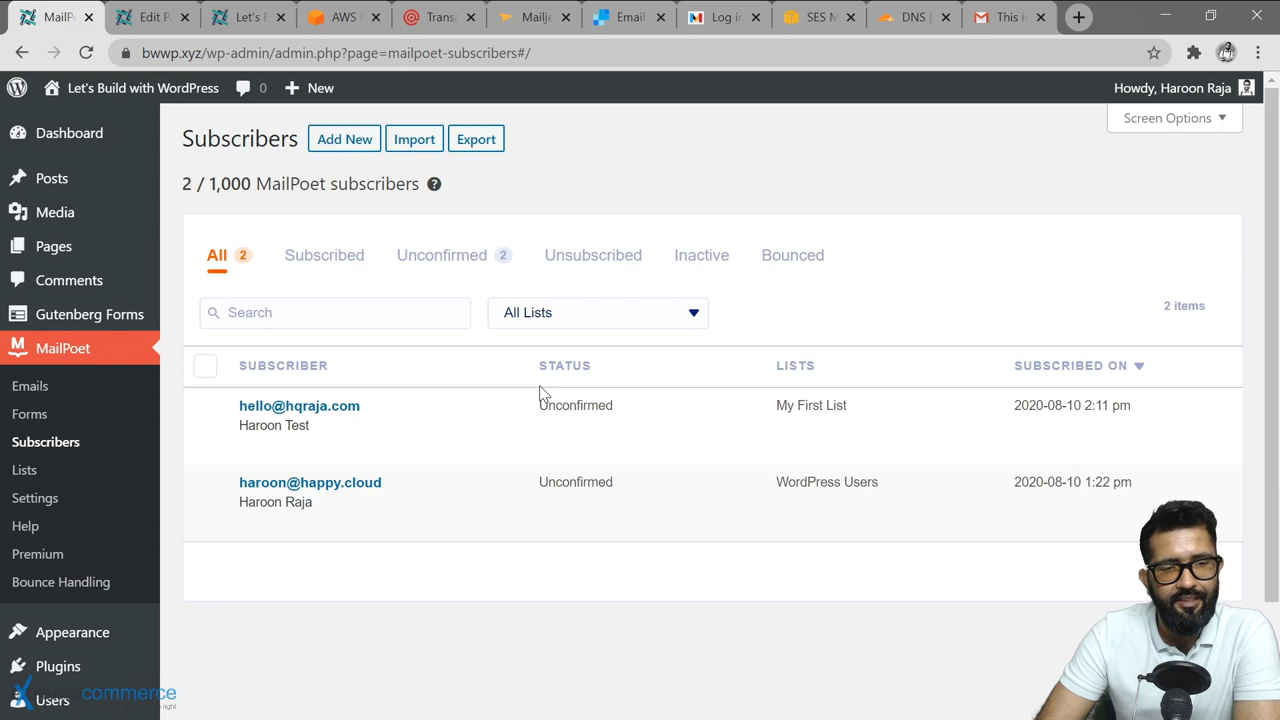 MailPo
Edit P
Let's B
AWS
Trans
Mailje
Email
Log i
SES M
DNS |
This i
bwwp.xyz/wp-admin/admin.php?page=mailpoet-subscribers#/
Let's Build with WordPress
0
New
Howdy, Haroon Raja
Screen Options
Dashboard
Posts
Media
Pages
Comments
Gutenberg Forms
MailPoet
Emails
Forms
Subscribers
Lists
Settings
Help
Premium
Bounce Handling
Appearance
Plugins
Users
commerce
Subscribers Add New Import Export
2 / 1,000 MailPoet subscribers ?
All 2 Subscribed Unconfirmed 2 Unsubscribed Inactive Bounced
Search All Lists 2 items
SUBSCRIBER STATUS LISTS SUBSCRIBED ON
hello@hqraja.com Unconfirmed My First List 2020-08-10 2:11 pm
Haroon Test
haroon@happy.cloud Unconfirmed WordPress Users 2020-08-10 1:22 pm
Haroon Raja